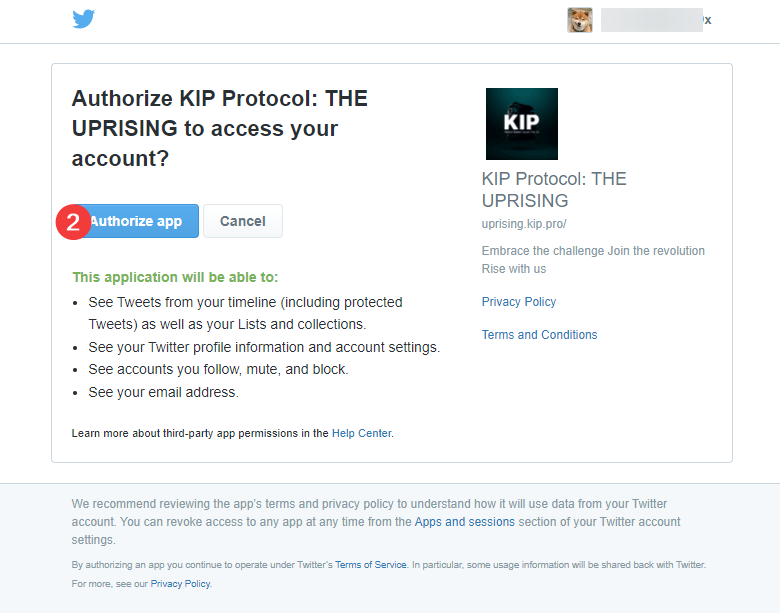 x
Authorize KIP Protocol: THE
UPRISING to access your
account?
KIP
KIP Protocol: THE
UPRISING
uprising.kip.pro/
Embrace the challenge Join the revolution
Rise with us
Privacy Policy
Terms and Conditions
2
Authorize app
Cancel
This application will be able to:
• See Tweets from your timeline (including protected
Tweets) as well as your Lists and collections.
• See your Twitter profile information and account settings.
• See accounts you follow, mute, and block.
• See your email address.
Learn more about third-party app permissions in the Help Center.
We recommend reviewing the app's terms and privacy policy to understand how it will use data from your Twitter
account. You can revoke access to any app at any time from the Apps and sessions section of your Twitter account
settings.
By authorizing an app you continue to operate under Twitter's Terms of Service. In particular, some usage information will be shared back with Twitter.
For more, see our Privacy Policy.